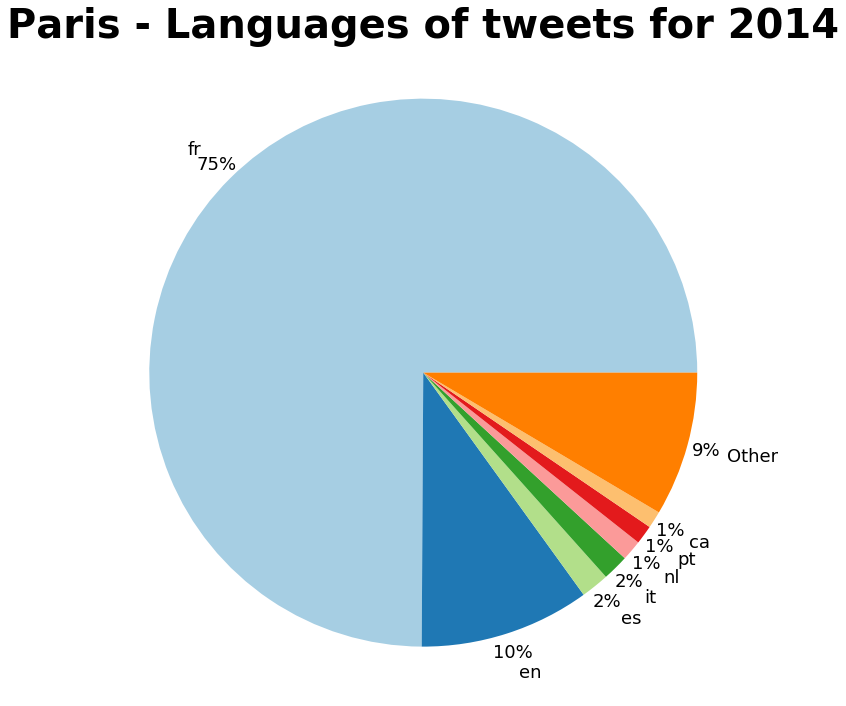 Paris - Languages of tweets for 2014
fr
75%
9% Other
1% ca
1% pt
1% nl
2% it
2% es
10% en